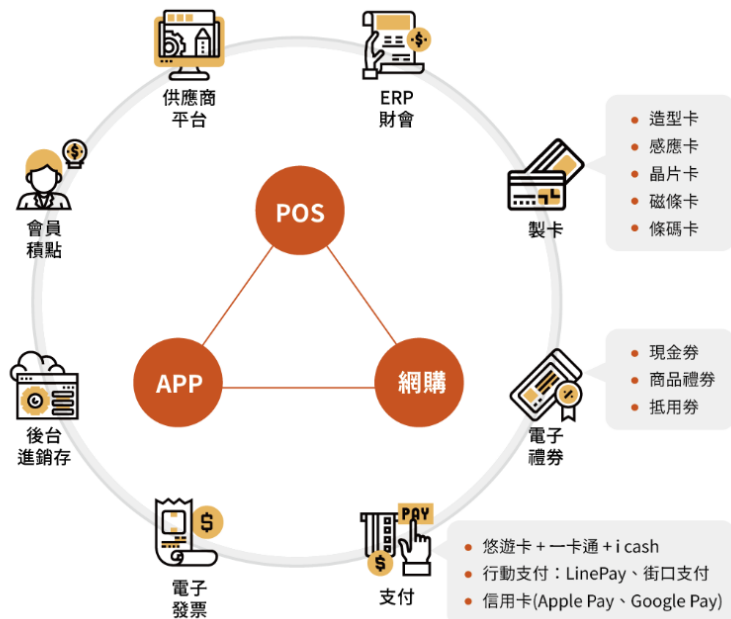 供應商
平台
ERP
財會
造型卡
感應卡
晶片卡
磁條卡
條碼卡
製卡
會員
積點
POS
APP
網購
現金券
商品禮券
抵用券
電子
禮券
後台
進銷存
PAY
電子
發票
支付
悠遊卡 + 一卡通 + i cash
行動支付：LinePay、街口支付
信用卡(Apple Pay、Google Pay)